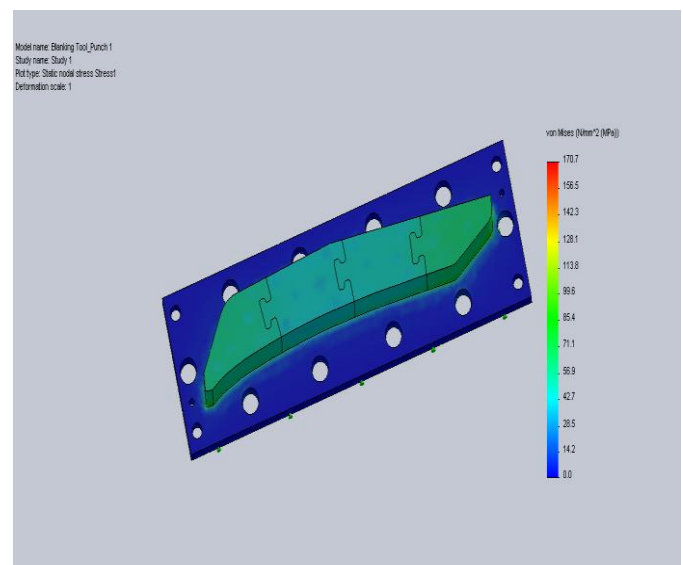 Model name: Blanking Tool_Punch 1
Study name: Study 1
Plot type: Static nodal stress Stress1
Deformation scale: 1
von Mises (N/mm^2 (MPa))
170.7
156.5
142.3
128.1
113.8
99.6
85.4
71.1
56.9
42.7
28.5
14.2
0.0